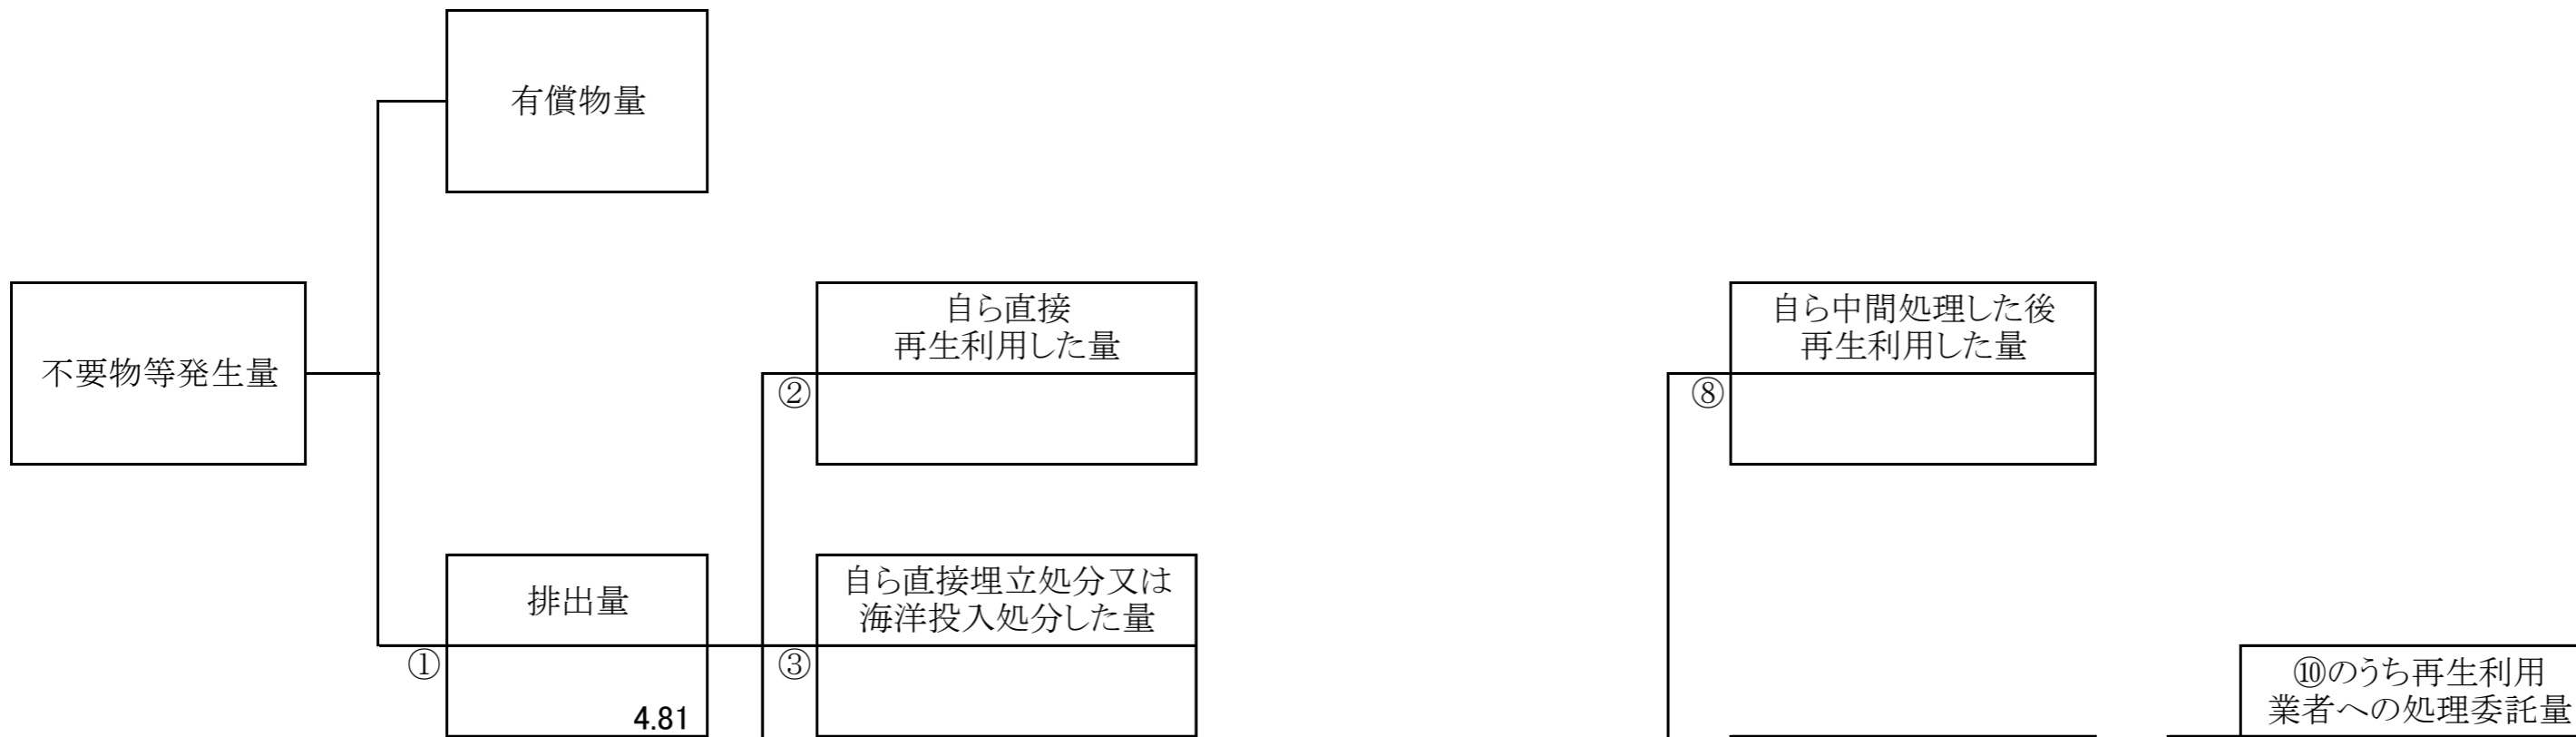 有償物量
不要物等発生量
自ら直接
再生利用した量
②
自ら中間処理した後
再生利用した量
⑧
排出量
①
4.81
自ら直接埋立処分又は
海洋投入処分した量
③
⑩のうち再生利用
業者への処理委託量